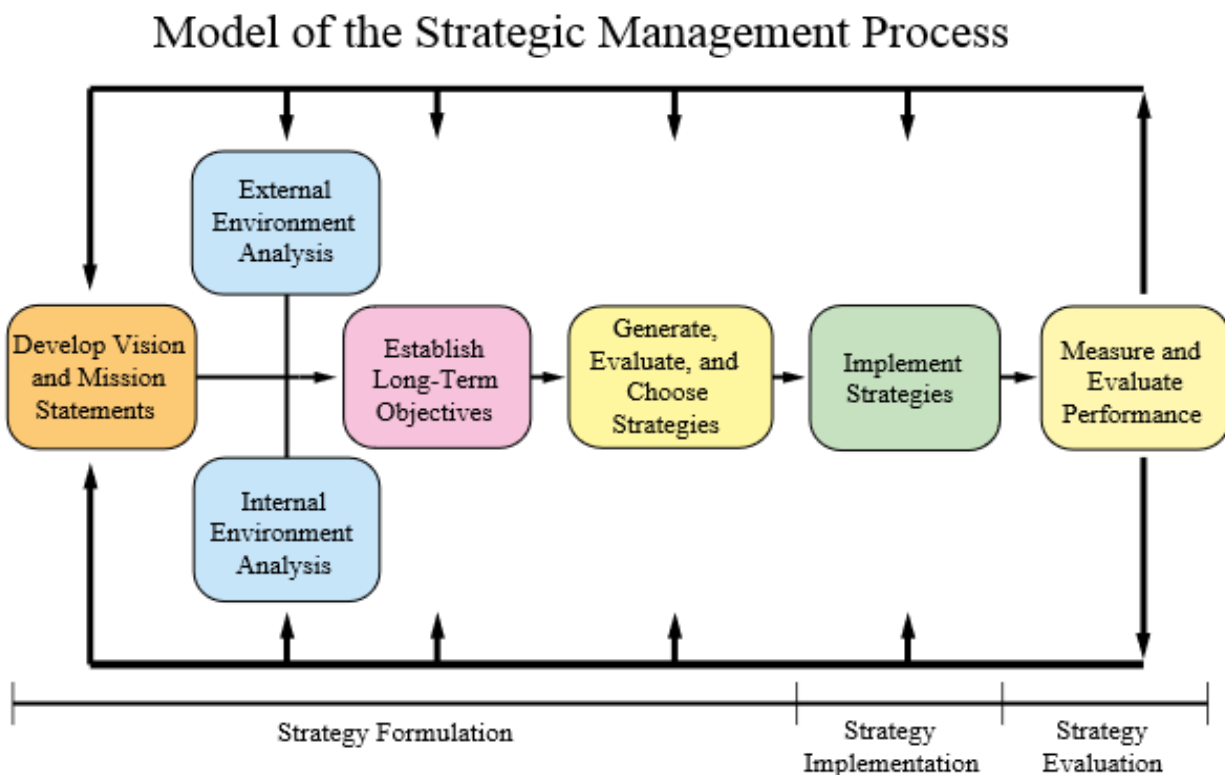 Model of the Strategic Management Process
External
Environment
Analysis
Develop Vision
and Mission
Statements
Internal
Environment
Analysis
Establish
Long-Term
Objectives
Generate,
Evaluate, and
Choose
Strategies
Implement
Strategies
Measure and
Evaluate
Performance
Strategy Formulation
Strategy
Implementation
Strategy
Evaluation